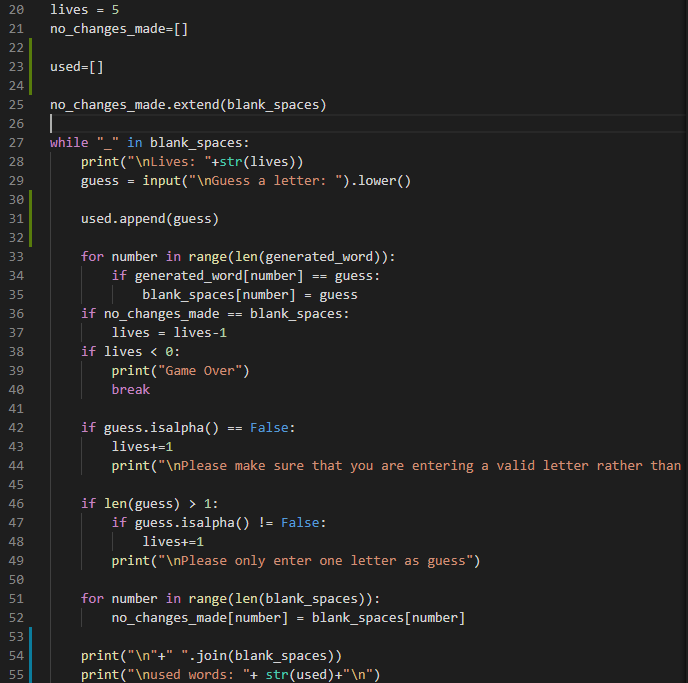 20 lives = 5
21 no_changes_made=[]
22
23 used=[]
24
25 no_changes_made.extend(blank_spaces)
26
27 while "_" in blank_spaces:
28     print("\nLives: "+str(lives))
29     guess = input("\nGuess a letter: ").lower()
30
31     used.append(guess)
32
33     for number in range(len(generated_word)):
34         if generated_word[number] == guess:
35             blank_spaces[number] = guess
36     if no_changes_made == blank_spaces:
37         lives = lives-1
38     if lives < 0:
39         print("Game Over")
40         break
41
42     if guess.isalpha() == False:
43         lives+=1
44         print("\nPlease make sure that you are entering a valid letter rather than
45
46     if len(guess) > 1:
47         if guess.isalpha() != False:
48             lives+=1
49         print("\nPlease only enter one letter as guess")
50
51     for number in range(len(blank_spaces)):
52         no_changes_made[number] = blank_spaces[number]
53
54     print("\n"+" ".join(blank_spaces))
55     print("\nused words: "+ str(used)+"\n")